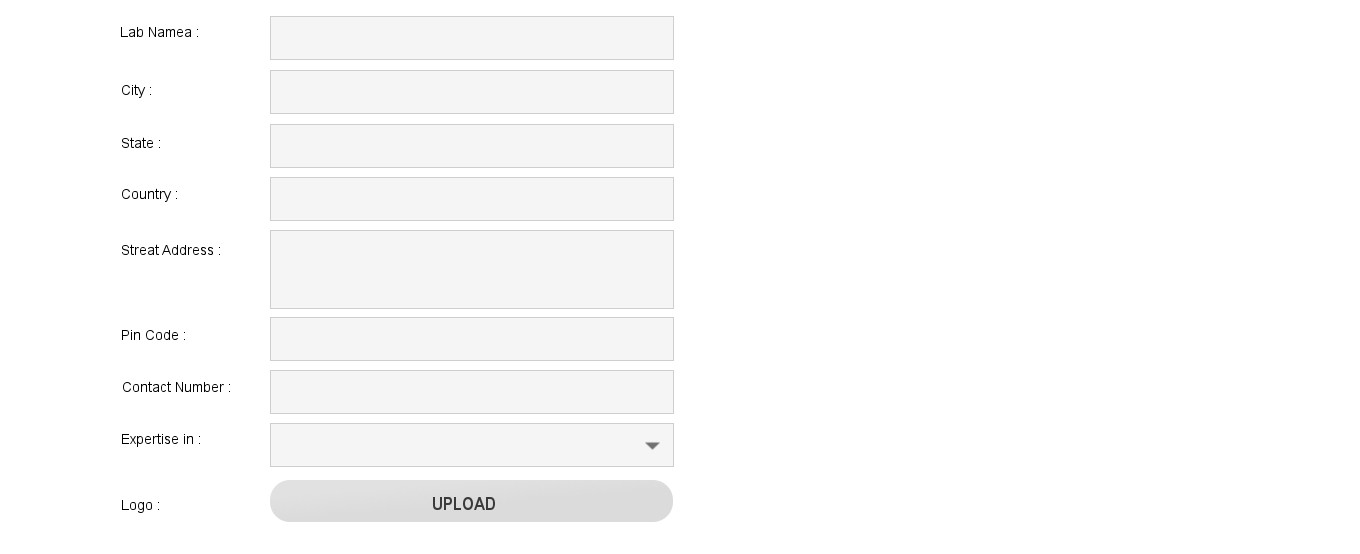 Lab Namea :
City :
State :
Country :
Streat Address :
Pin Code :
Contact Number :
Expertise in :
Logo :
UPLOAD